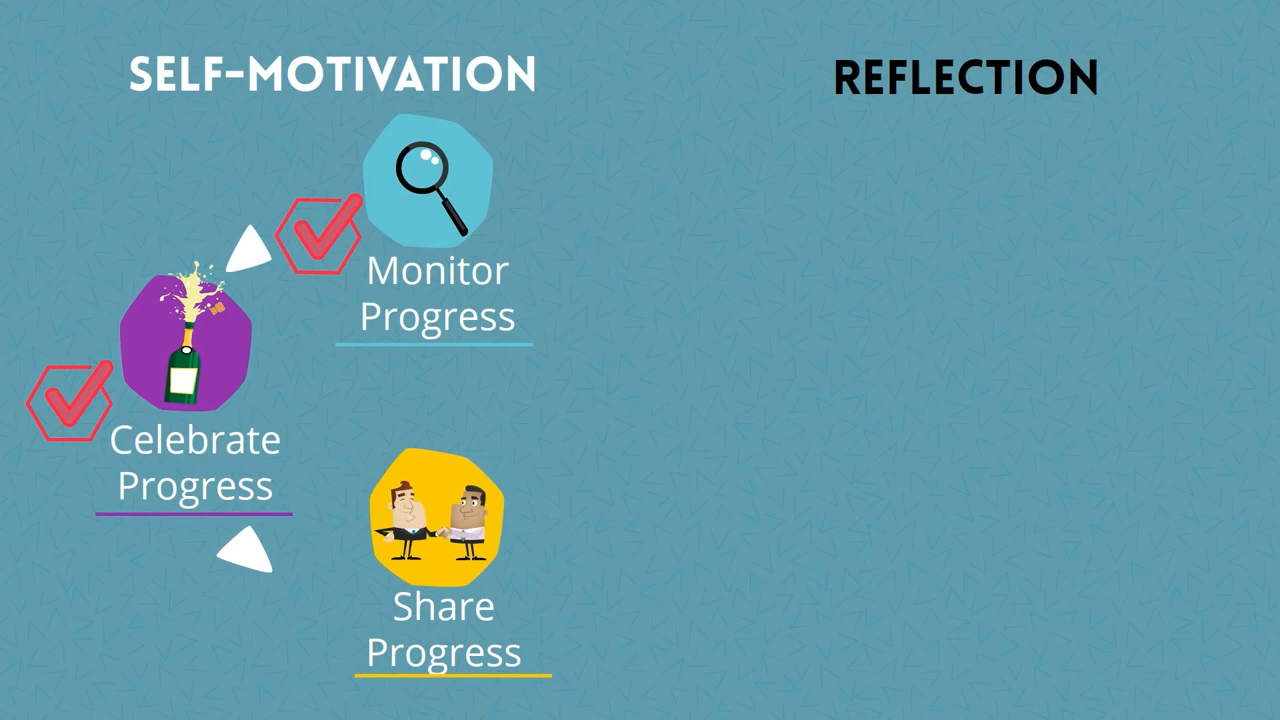 SELF-MOTIVATION
REFLECTION
Monitor
Progress
Celebrate
Progress
Share
Progress